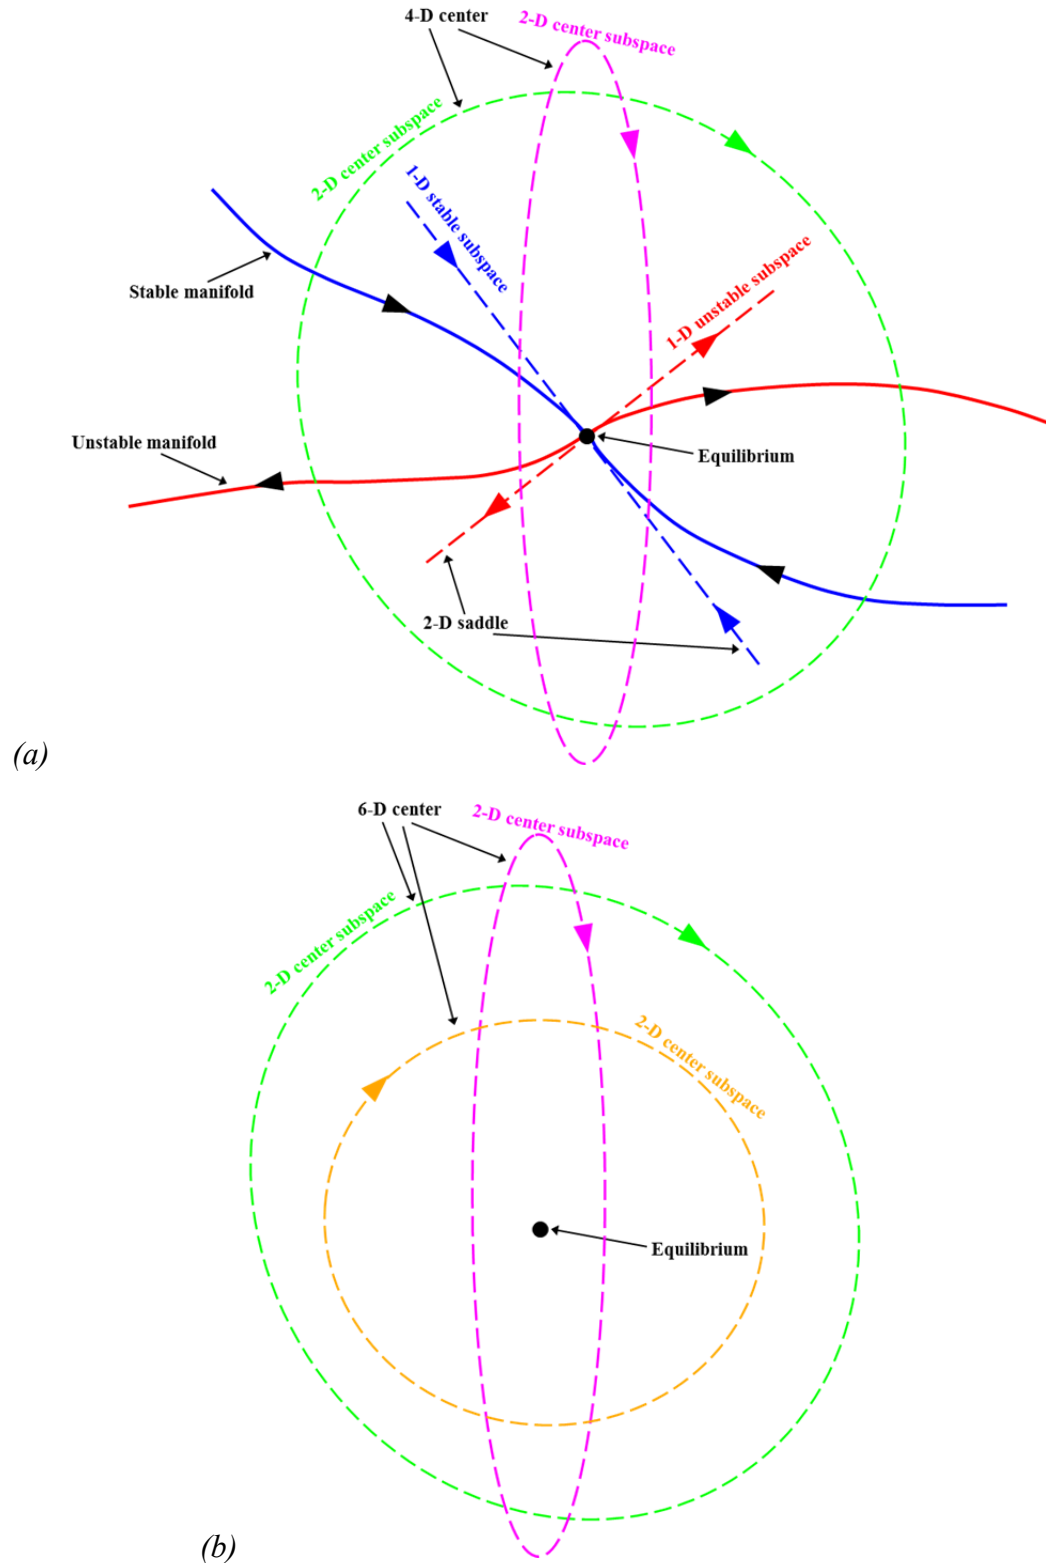 4-D center
2-D center subspace
2-D center subspace
1-D stable subspace
1-D unstable subspace
Stable manifold
Unstable manifold
Equilibrium
2-D saddle
(a)
6-D center
2-D center subspace
2-D center subspace
2-D center subspace
Equilibrium
(b)